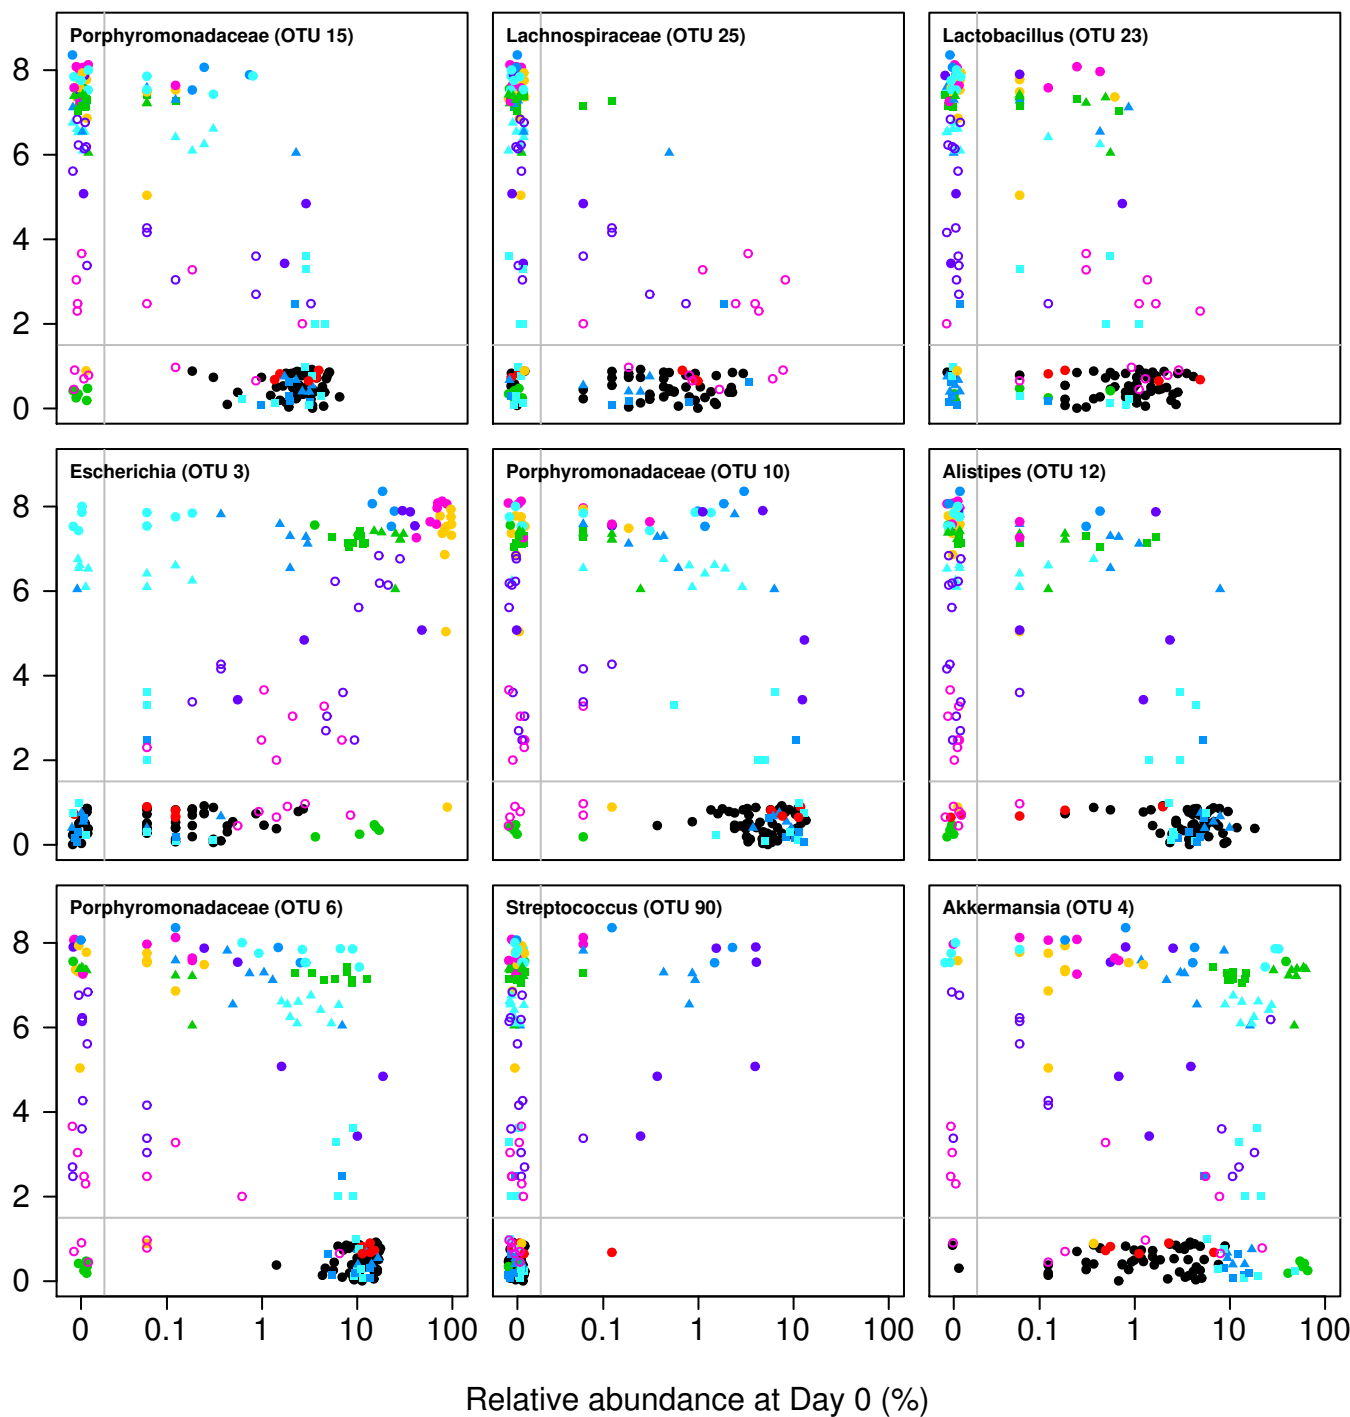 Porphyromonadaceae (OTU 15)
Lachnospiraceae (OTU 25)
Lactobacillus (OTU 23)
8
6
4
2
0
Escherichia (OTU 3)
Porphyromonadaceae (OTU 10)
Alistipes (OTU 12)
8
6
4
2
0
Porphyromonadaceae (OTU 6)
Streptococcus (OTU 90)
Akkermansia (OTU 4)
8
6
4
2
0
0 0.1 1 10 100
0 0.1 1 10 100
0 0.1 1 10 100
Relative abundance at Day 0 (%)